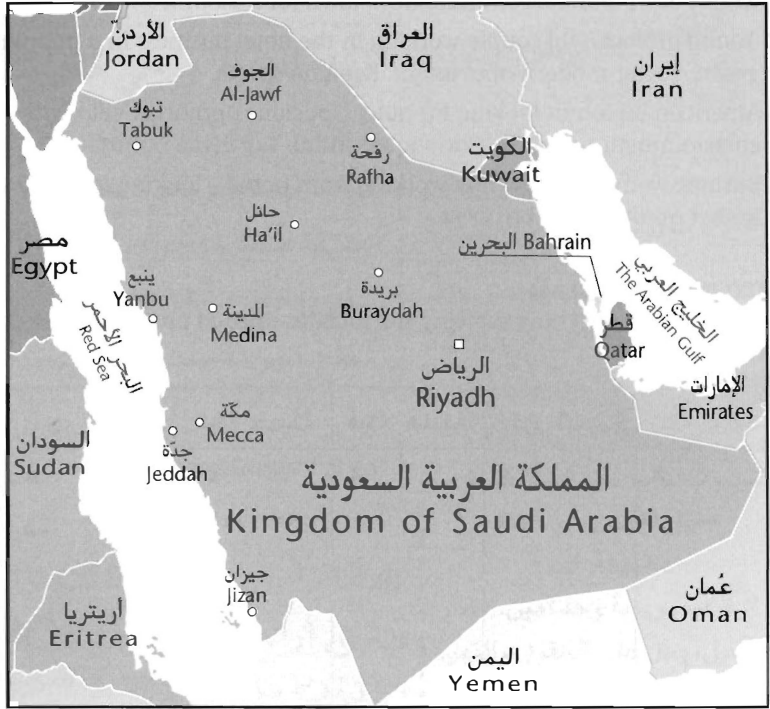 الأردن
Jordan
العراق
Iraq
إيران
Iran
الجوف
Al-Jawf
تبوك
Tabuk
رفحة
Rafha
الكويت
Kuwait
حائل
Ha'il
مصر
Egypt
البحرين Bahrain
ينبع
Yanbu
المدينة
Medina
بريدة
Buraydah
الخليج العربي
The Arabian Gulf
البحر الأحمر
Red Sea
قطر
Qatar
الرياض
Riyadh
الإمارات
Emirates
مكّة
Mecca
جدّة
Jeddah
السودان
Sudan
المملكة العربية السعودية
Kingdom of Saudi Arabia
جيزان
Jizan
أريتريا
Eritrea
عُمان
Oman
اليمن
Yemen